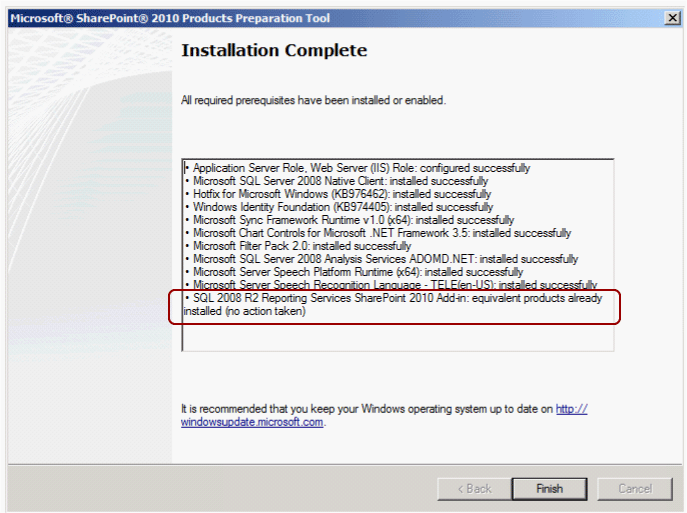 Microsoft® SharePoint® 2010 Products Preparation Tool
Installation Complete
All required prerequisites have been installed or enabled.
• Application Server Role, Web Server (IIS) Role: configured successfully
• Microsoft SQL Server 2008 Native Client: installed successfully
• Hotfix for Microsoft Windows (KB976462): installed successfully
• Windows Identity Foundation (KB974405): installed successfully
• Microsoft Sync Framework Runtime v1.0 (x64): installed successfully
• Microsoft Chart Controls for Microsoft .NET Framework 3.5: installed successfully
• Microsoft Filter Pack 2.0: installed successfully
• Microsoft SQL Server 2008 Analysis Services ADOMD.NET: installed successfully
• Microsoft Server Speech Platform Runtime (x64): installed successfully
• Microsoft Server Speech Recognition Language - TELE(en-US): installed successfully
• SQL 2008 R2 Reporting Services SharePoint 2010 Add-in: equivalent products already
installed (no action taken)
It is recommended that you keep your Windows operating system up to date on http://
windowsupdate.microsoft.com.
< Back Finish Cancel